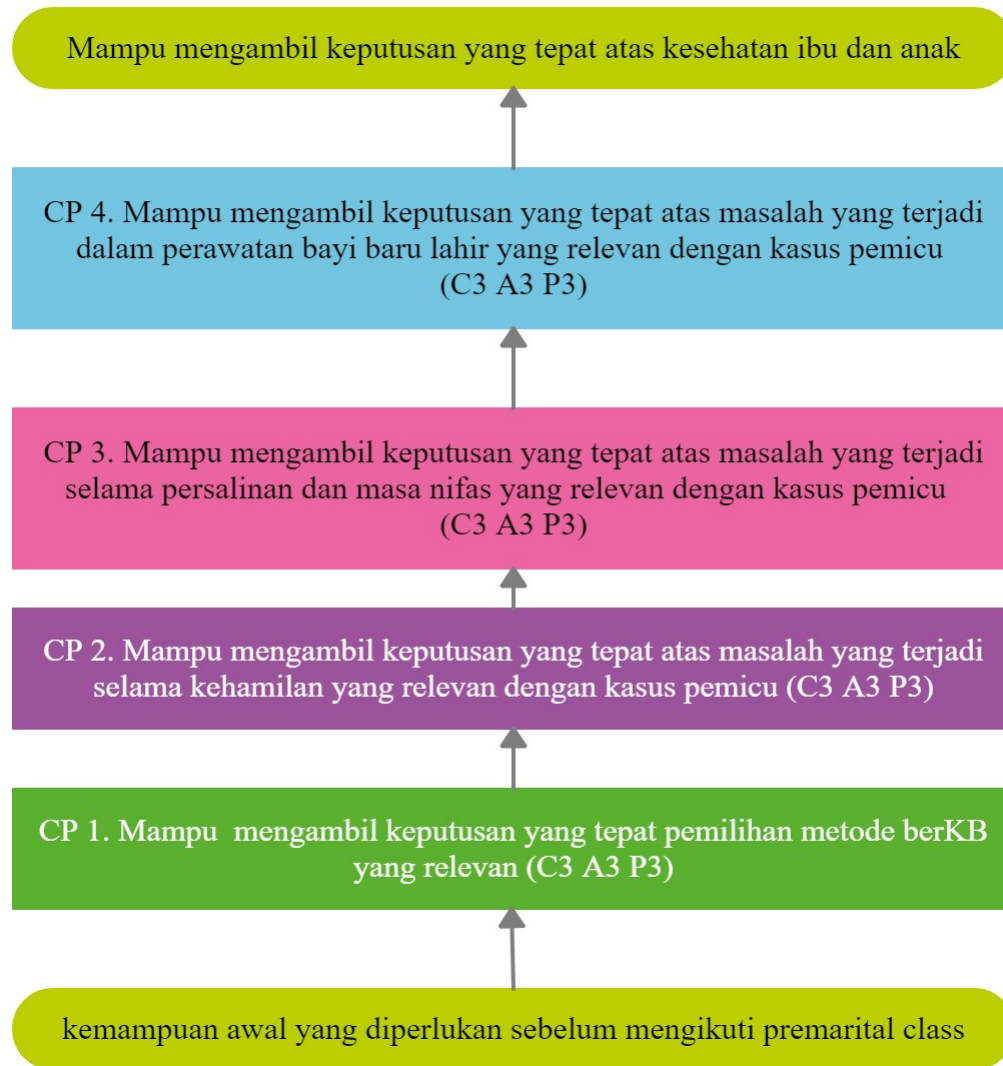 Mampu mengambil keputusan yang tepat atas kesehatan ibu dan anak
CP 4. Mampu mengambil keputusan yang tepat atas masalah yang terjadi
dalam perawatan bayi baru lahir yang relevan dengan kasus pemicu
(C3 A3 P3)
CP 3. Mampu mengambil keputusan yang tepat atas masalah yang terjadi
selama persalinan dan masa nifas yang relevan dengan kasus pemicu
(C3 A3 P3)
CP 2. Mampu mengambil keputusan yang tepat atas masalah yang terjadi
selama kehamilan yang relevan dengan kasus pemicu (C3 A3 P3)
CP 1. Mampu mengambil keputusan yang tepat pemilihan metode berKB
yang relevan (C3 A3 P3)
kemampuan awal yang diperlukan sebelum mengikuti premarital class